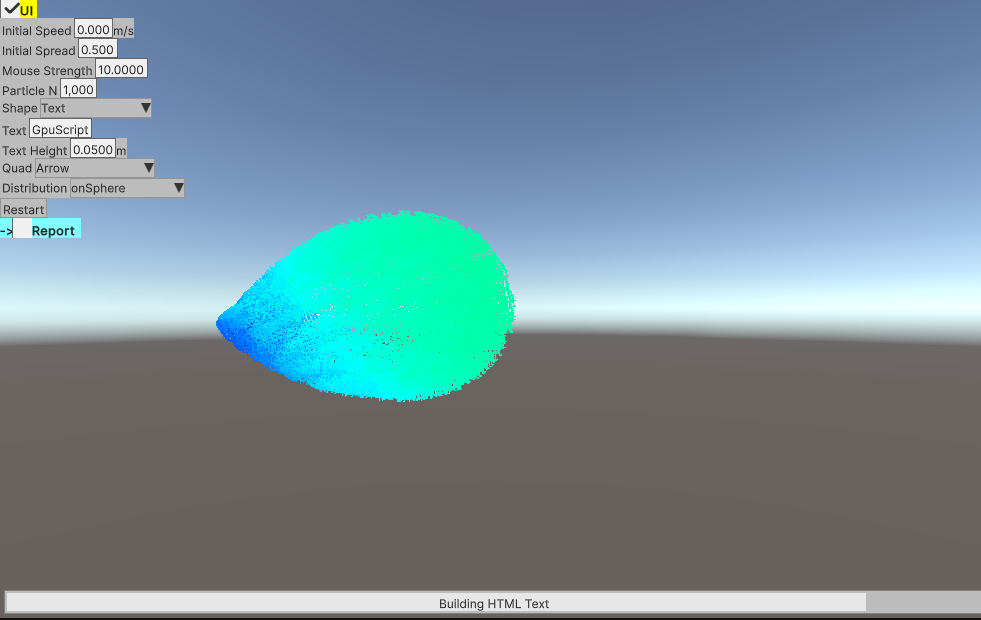 UI
Initial Speed 0.000 m/s
Initial Spread 0.500
Mouse Strength 10.0000
Particle N 1,000
Shape Text
Text GpuScript
Text Height 0.0500 m
Quad Arrow
Distribution onSphere
Restart
-> Report
Building HTML Text